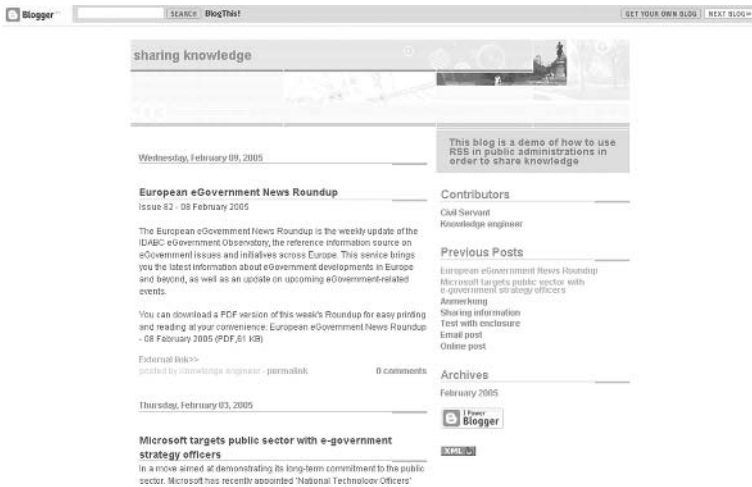 Blogger
SEARCH BlogThis!
GET YOUR OWN BLOG NEXT BLOG»
sharing knowledge
Wednesday, February 09, 2005
European eGovernment News Roundup
Issue 82 - 08 February 2005
The European eGovernment News Roundup is the weekly update of the
IDABC eGovernment Observatory, the reference information source on
eGovernment issues and initiatives across Europe. This service brings
you the latest information about eGovernment developments in Europe
and beyond, as well as an update on upcoming eGovernment-related
events.
You can download a PDF version of this week's Roundup for easy printing
and reading at your convenience: European eGovernment News Roundup
- 08 February 2005 (PDF,61 KB)
External link>>
posted by knowledge engineer - permalink 0 comments
Thursday, February 03, 2005
Microsoft targets public sector with e-government
strategy officers
In a move aimed at demonstrating its long-term commitment to the public
sector, Microsoft has recently appointed 'National Technology Officers'
This blog is a demo of how to use
RSS in public administrations in
order to share knowledge
Contributors
Civil Servant
Knowledge engineer
Previous Posts
European eGovernment News Roundup
Microsoft targets public sector with
e-government strategy officers
Anmerkung
Sharing information
Test with enclosure
Email post
Online post
Archives
February 2005
I Power
Blogger
XML